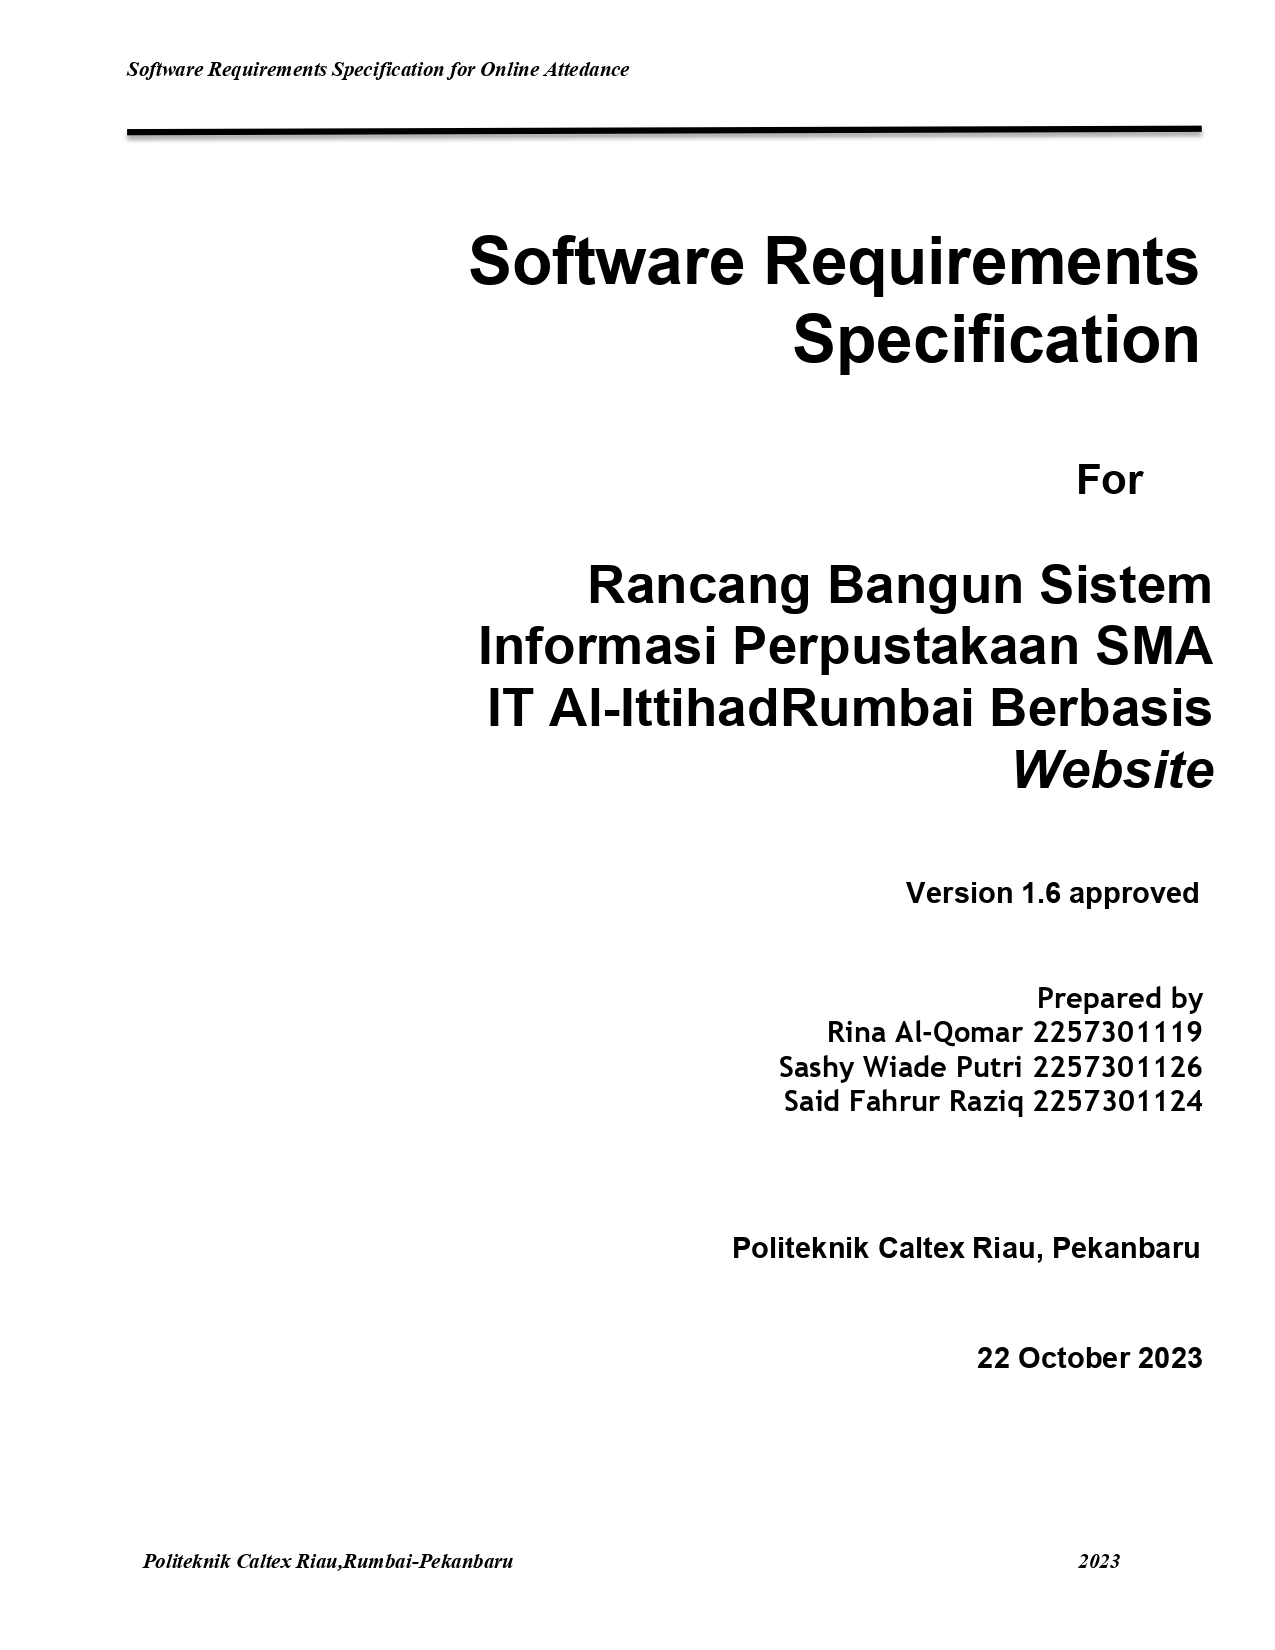 Software Requirements Specification for Online Attedance
Software Requirements
Specification
For
Rancang Bangun Sistem
Informasi Perpustakaan SMA
IT Al-IttihadRumbai Berbasis
Website
Version 1.6 approved
Prepared by
Rina Al-Qomar 2257301119
Sashy Wiade Putri 2257301126
Said Fahrur Raziq 2257301124
Politeknik Caltex Riau, Pekanbaru
22 October 2023
Politeknik Caltex Riau,Rumbai-Pekanbaru 2023